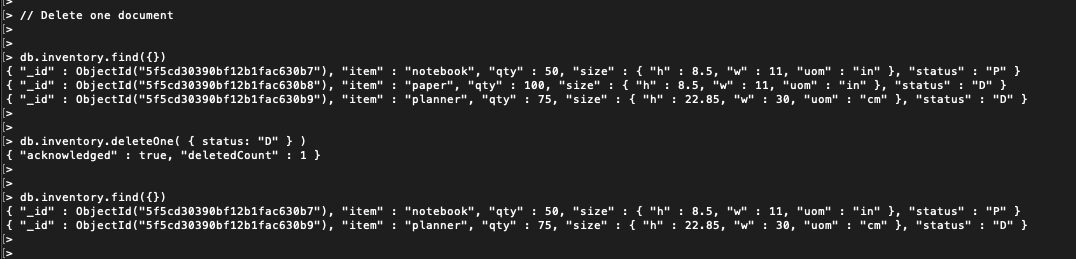 >
> // Delete one document
>
>
> db.inventory.find({})
{ "_id" : ObjectId("5f5cd30390bf12b1fac630b7"), "item" : "notebook", "qty" : 50, "size" : { "h" : 8.5, "w" : 11, "uom" : "in" }, "status" : "P" }
{ "_id" : ObjectId("5f5cd30390bf12b1fac630b8"), "item" : "paper", "qty" : 100, "size" : { "h" : 8.5, "w" : 11, "uom" : "in" }, "status" : "D" }
{ "_id" : ObjectId("5f5cd30390bf12b1fac630b9"), "item" : "planner", "qty" : 75, "size" : { "h" : 22.85, "w" : 30, "uom" : "cm" }, "status" : "D" }
>
>
> db.inventory.deleteOne( { status: "D" } )
{ "acknowledged" : true, "deletedCount" : 1 }
>
>
> db.inventory.find({})
{ "_id" : ObjectId("5f5cd30390bf12b1fac630b7"), "item" : "notebook", "qty" : 50, "size" : { "h" : 8.5, "w" : 11, "uom" : "in" }, "status" : "P" }
{ "_id" : ObjectId("5f5cd30390bf12b1fac630b9"), "item" : "planner", "qty" : 75, "size" : { "h" : 22.85, "w" : 30, "uom" : "cm" }, "status" : "D" }
>
>